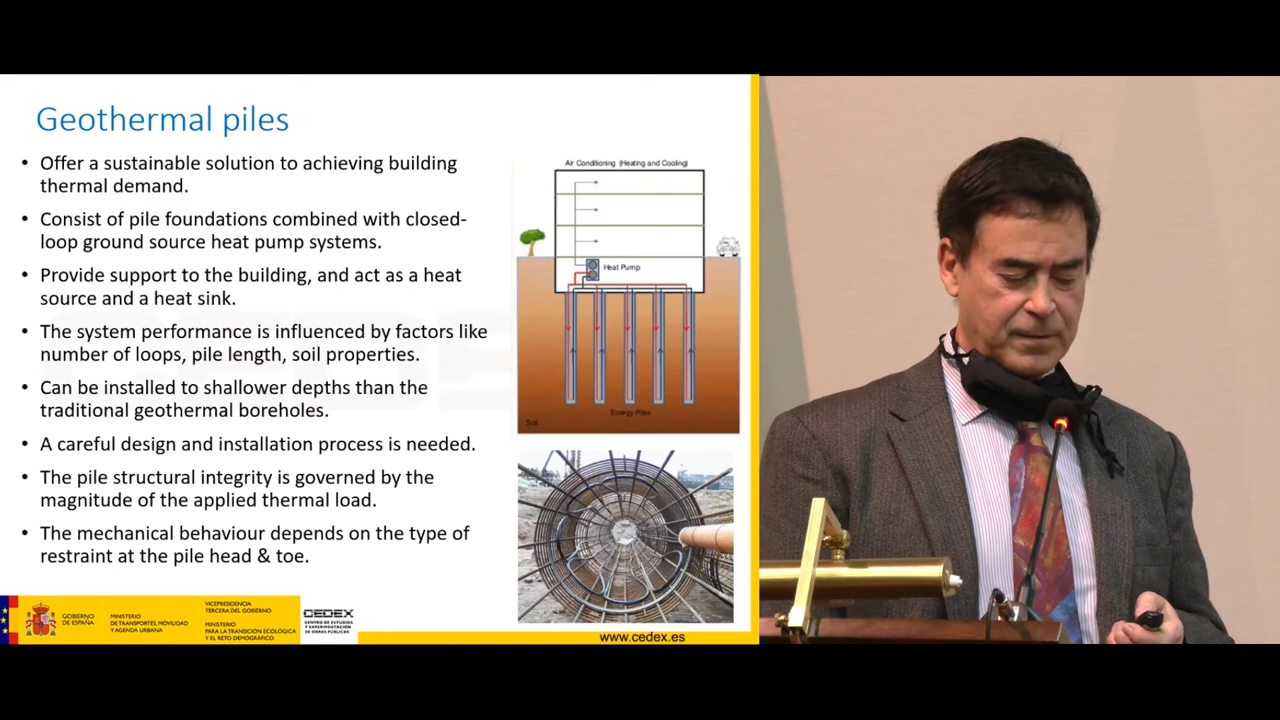 Geothermal piles
• Offer a sustainable solution to achieving building
thermal demand.
• Consist of pile foundations combined with closed-
loop ground source heat pump systems.
• Provide support to the building, and act as a heat
source and a heat sink.
• The system performance is influenced by factors like
number of loops, pile length, soil properties.
• Can be installed to shallower depths than the
traditional geothermal boreholes.
• A careful design and installation process is needed.
• The pile structural integrity is governed by the
magnitude of the applied thermal load.
• The mechanical behaviour depends on the type of
restraint at the pile head & toe.
Air Conditioning (Heating and Cooling)
Heat Pump
Energy Piles
Soil
GOBIERNO
DE ESPAÑA
MINISTERIO
DE TRANSPORTES, MOVILIDAD
Y AGENDA URBANA
VICEPRESIDENCIA
TERCERA DEL GOBIERNO
MINISTERIO
PARA LA TRANSICIÓN ECOLÓGICA
Y EL RETO DEMOGRÁFICO
CEDEX
CENTRO DE ESTUDIOS
Y EXPERIMENTACIÓN
DE OBRAS PÚBLICAS
www.cedex.es